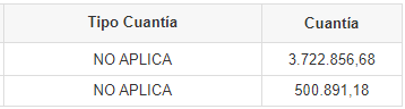 Tipo Cuantía Cuantía
NO APLICA 3.722.856,68
NO APLICA 500.891,18